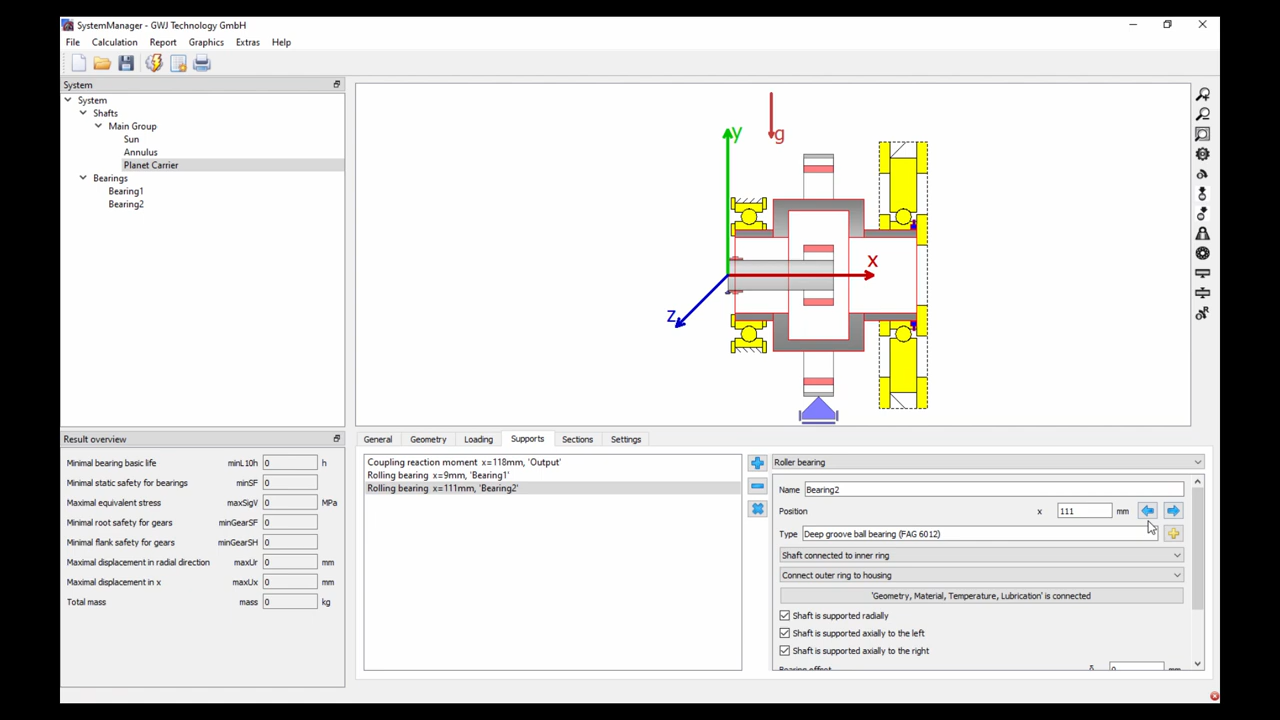 SystemManager - GWJ Technology GmbH
File Calculation Report Graphics Extras Help
System
System
Shafts
Main Group
Sun
Annulus
Planet Carrier
Bearings
Bearing1
Bearing2
g
y
x
z
Result overview
Minimal bearing basic life minL10h 0 h
Minimal static safety for bearings minSF 0
Maximal equivalent stress maxSigV 0 MPa
Minimal root safety for gears minGearSF 0
Minimal flank safety for gears minGearSH 0
Maximal displacement in radial direction maxUr 0 mm
Maximal displacement in x maxUx 0 mm
Total mass mass 0 kg
General Geometry Loading Supports Sections Settings
Coupling reaction moment x=118mm, 'Output'
Rolling bearing x=9mm, 'Bearing1'
Rolling bearing x=111mm, 'Bearing2'
Roller bearing
Name Bearing2
Position x 111 mm
Type Deep groove ball bearing (FAG 6012)
Shaft connected to inner ring
Connect outer ring to housing
'Geometry, Material, Temperature, Lubrication' is connected
Shaft is supported radially
Shaft is supported axially to the left
Shaft is supported axially to the right
Bearing offset δ 0 mm